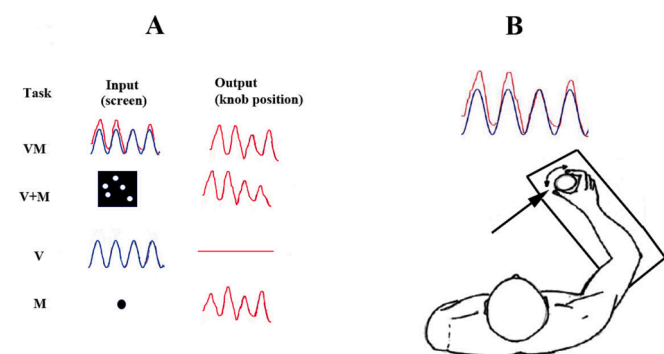 A
B
Task
Input
(screen)
Output
(knob position)
VM
V+M
V
M